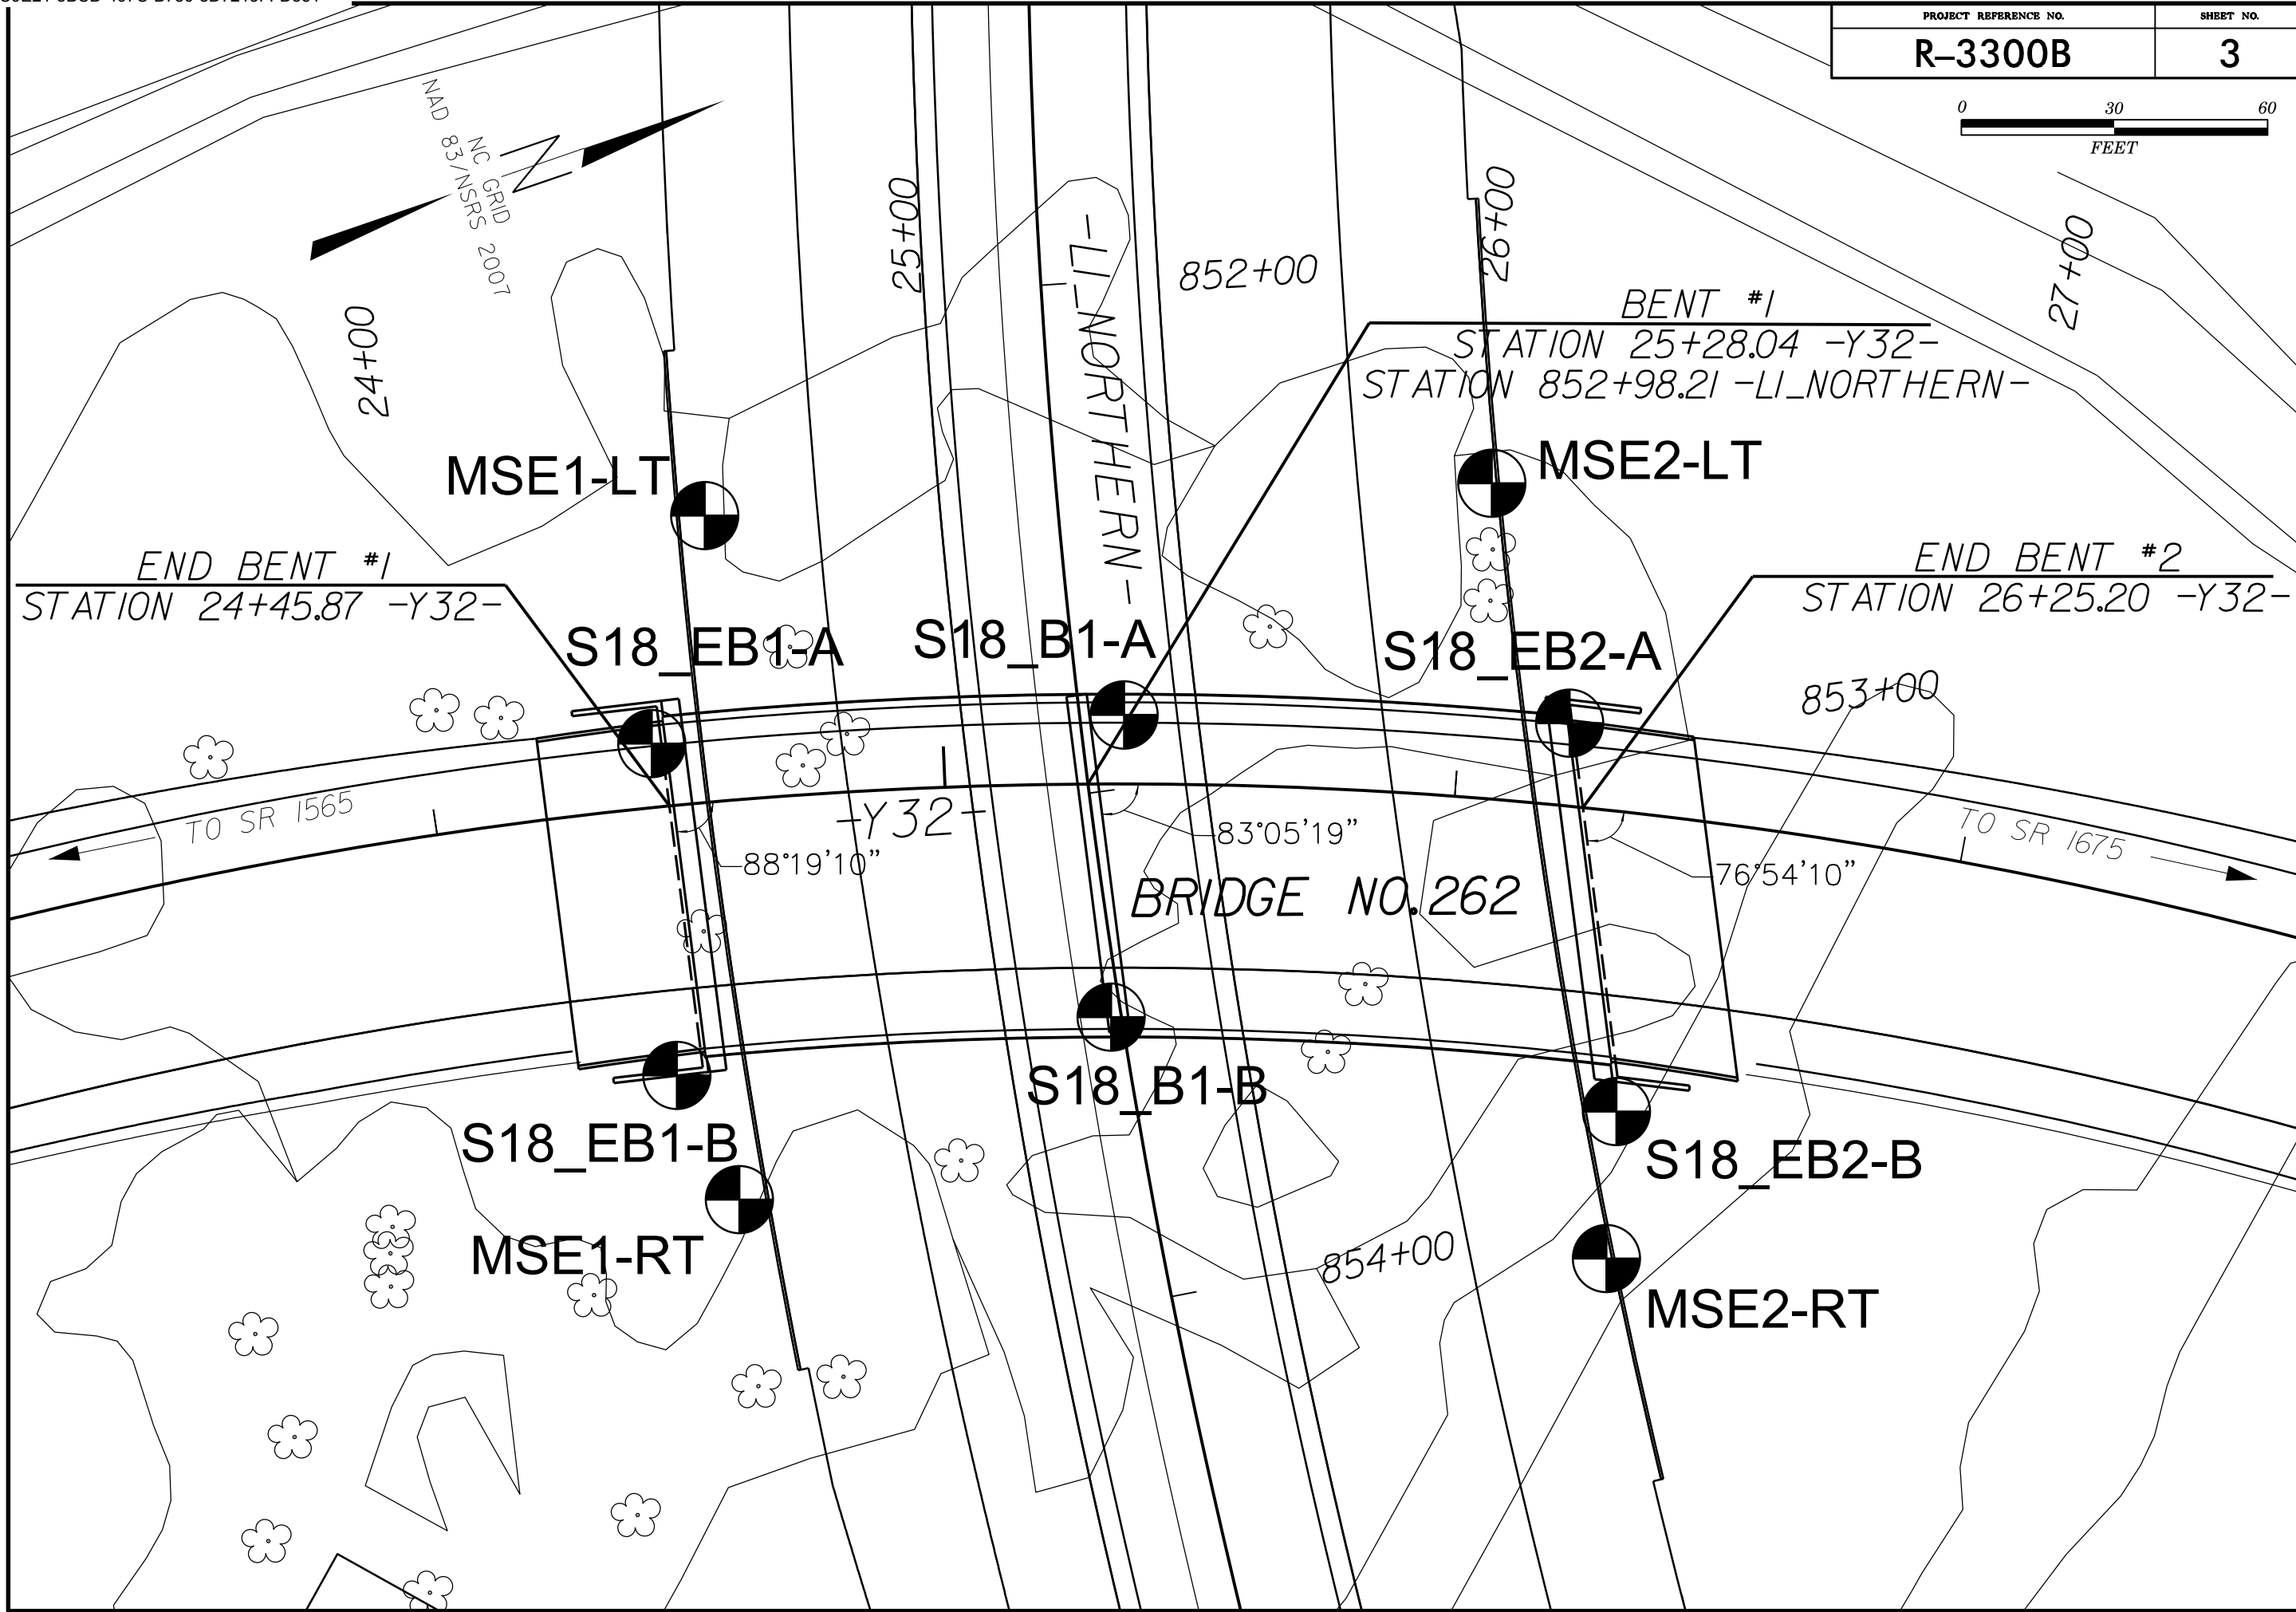 PROJECT REFERENCE NO.
SHEET NO.
R-3300B
3
0 30 60
FEET
NC GRID
NAD 83/NSRS 2007
N
24+00
25+00
26+00
27+00
852+00
-L1_NORTHERN-
BENT #1
STATION 25+28.04 -Y32-
STATION 852+98.21 -L1_NORTHERN-
MSE1-LT
MSE2-LT
END BENT #1
STATION 24+45.87 -Y32-
END BENT #2
STATION 26+25.20 -Y32-
S18_EB1-A
S18_B1-A
S18_EB2-A
853+00
TO SR 1565
-Y32-
88°19'10"
83°05'19"
76°54'10"
TO SR 1675
BRIDGE NO. 262
S18_B1-B
S18_EB1-B
S18_EB2-B
MSE1-RT
854+00
MSE2-RT